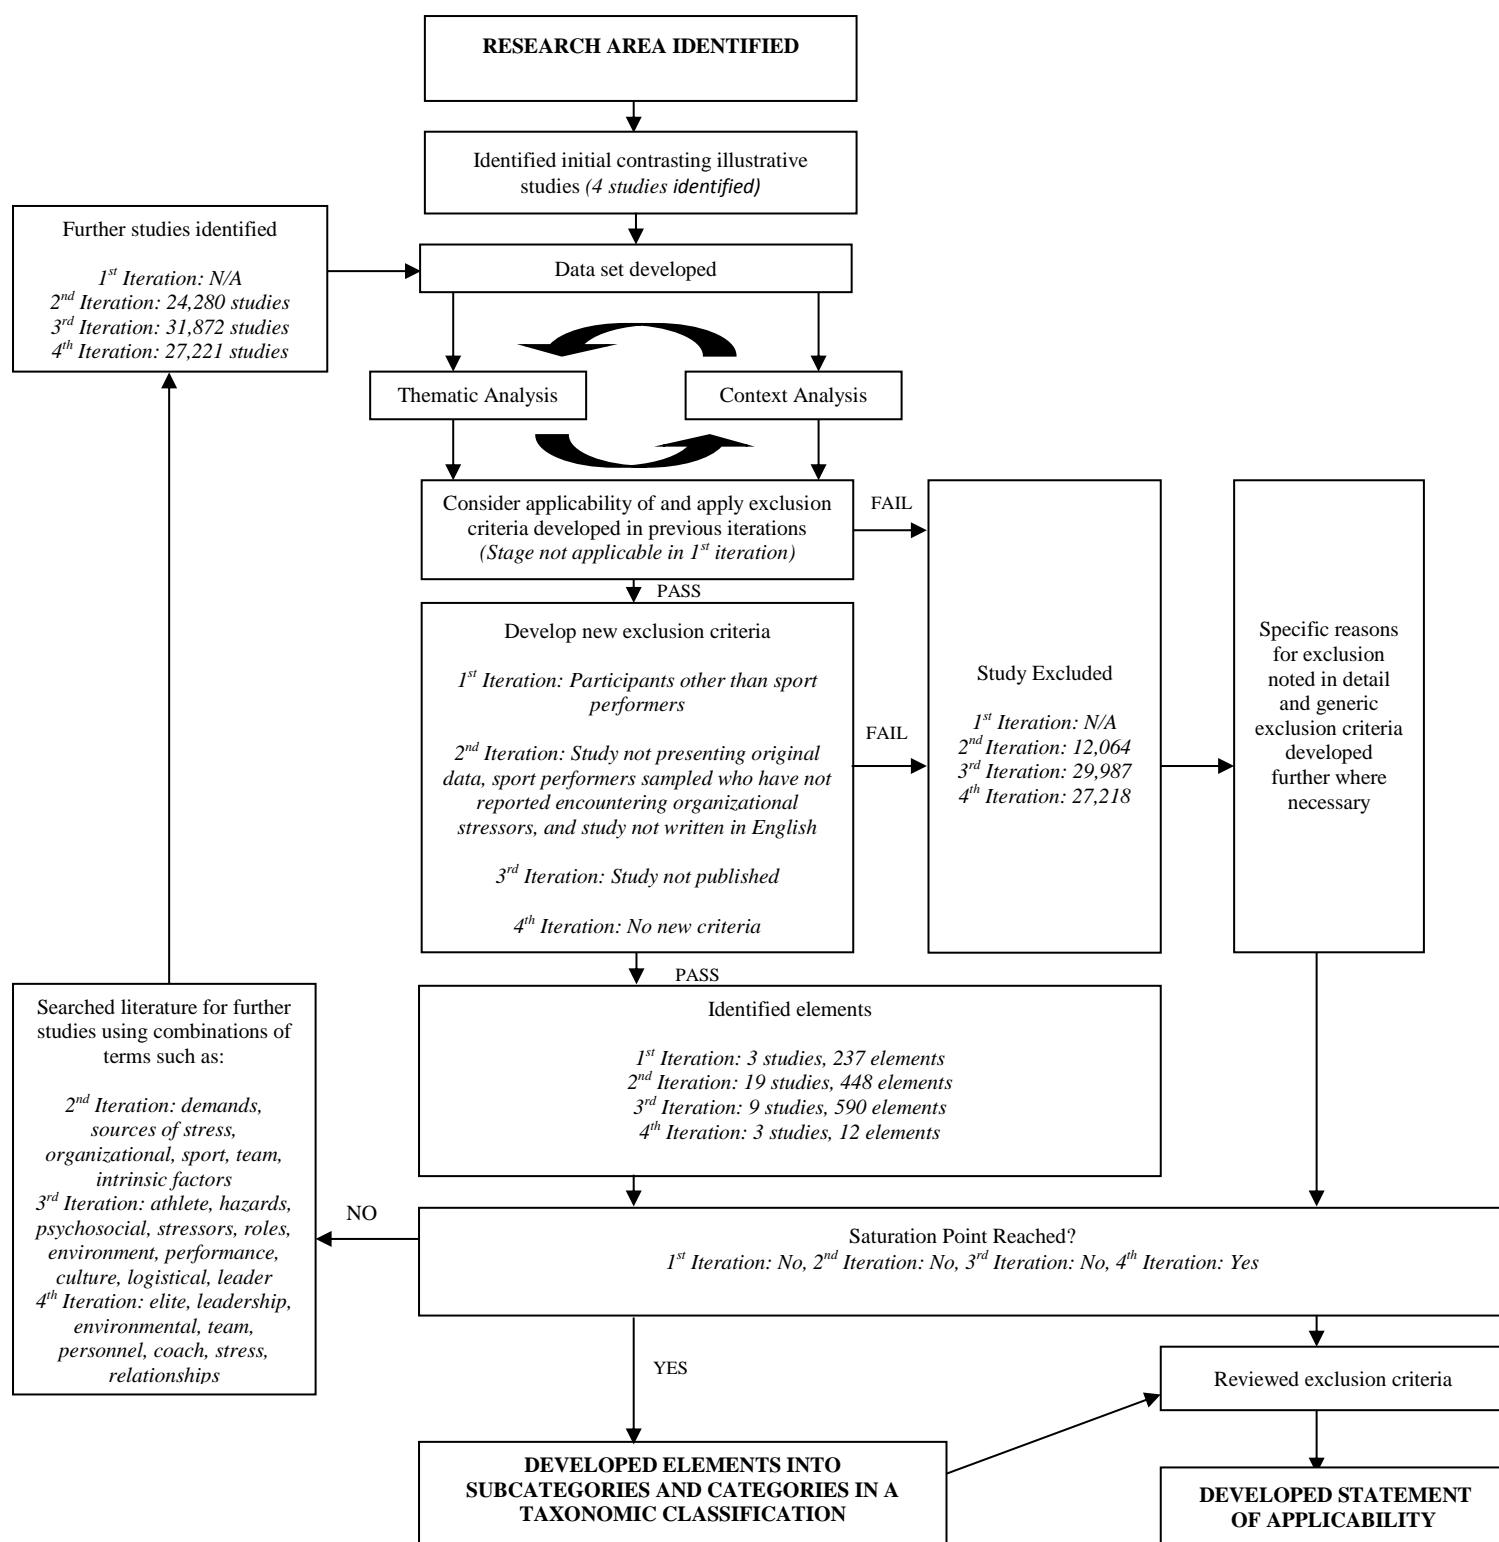 RESEARCH AREA IDENTIFIED
Identified initial contrasting illustrative
studies (4 studies identified)
Further studies identified
1st Iteration: N/A
2nd Iteration: 24,280 studies
3rd Iteration: 31,872 studies
4th Iteration: 27,221 studies
Data set developed
Thematic Analysis
Context Analysis
Consider applicability of and apply exclusion
criteria developed in previous iterations
(Stage not applicable in 1st iteration)
FAIL
PASS
Develop new exclusion criteria
1st Iteration: Participants other than sport
performers
2nd Iteration: Study not presenting original
data, sport performers sampled who have not
reported encountering organizational
stressors, and study not written in English
3rd Iteration: Study not published
4th Iteration: No new criteria
FAIL
Study Excluded
1st Iteration: N/A
2nd Iteration: 12,064
3rd Iteration: 29,987
4th Iteration: 27,218
Specific reasons
for exclusion
noted in detail
and generic
exclusion criteria
developed
further where
necessary
PASS
Identified elements
1st Iteration: 3 studies, 237 elements
2nd Iteration: 19 studies, 448 elements
3rd Iteration: 9 studies, 590 elements
4th Iteration: 3 studies, 12 elements
Searched literature for further
studies using combinations of
terms such as:
2nd Iteration: demands,
sources of stress,
organizational, sport, team,
intrinsic factors
3rd Iteration: athlete, hazards,
psychosocial, stressors, roles,
environment, performance,
culture, logistical, leader
4th Iteration: elite, leadership,
environmental, team,
personnel, coach, stress,
relationships
NO
Saturation Point Reached?
1st Iteration: No, 2nd Iteration: No, 3rd Iteration: No, 4th Iteration: Yes
YES
Reviewed exclusion criteria
DEVELOPED ELEMENTS INTO
SUBCATEGORIES AND CATEGORIES IN A
TAXONOMIC CLASSIFICATION
DEVELOPED STATEMENT
OF APPLICABILITY